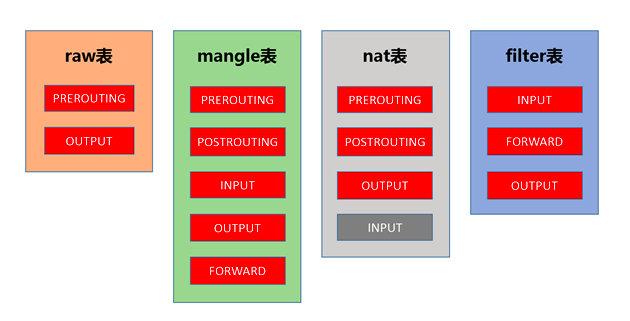 raw表
PREROUTING
OUTPUT
mangle表
PREROUTING
POSTROUTING
INPUT
OUTPUT
FORWARD
nat表
PREROUTING
POSTROUTING
OUTPUT
INPUT
filter表
INPUT
FORWARD
OUTPUT